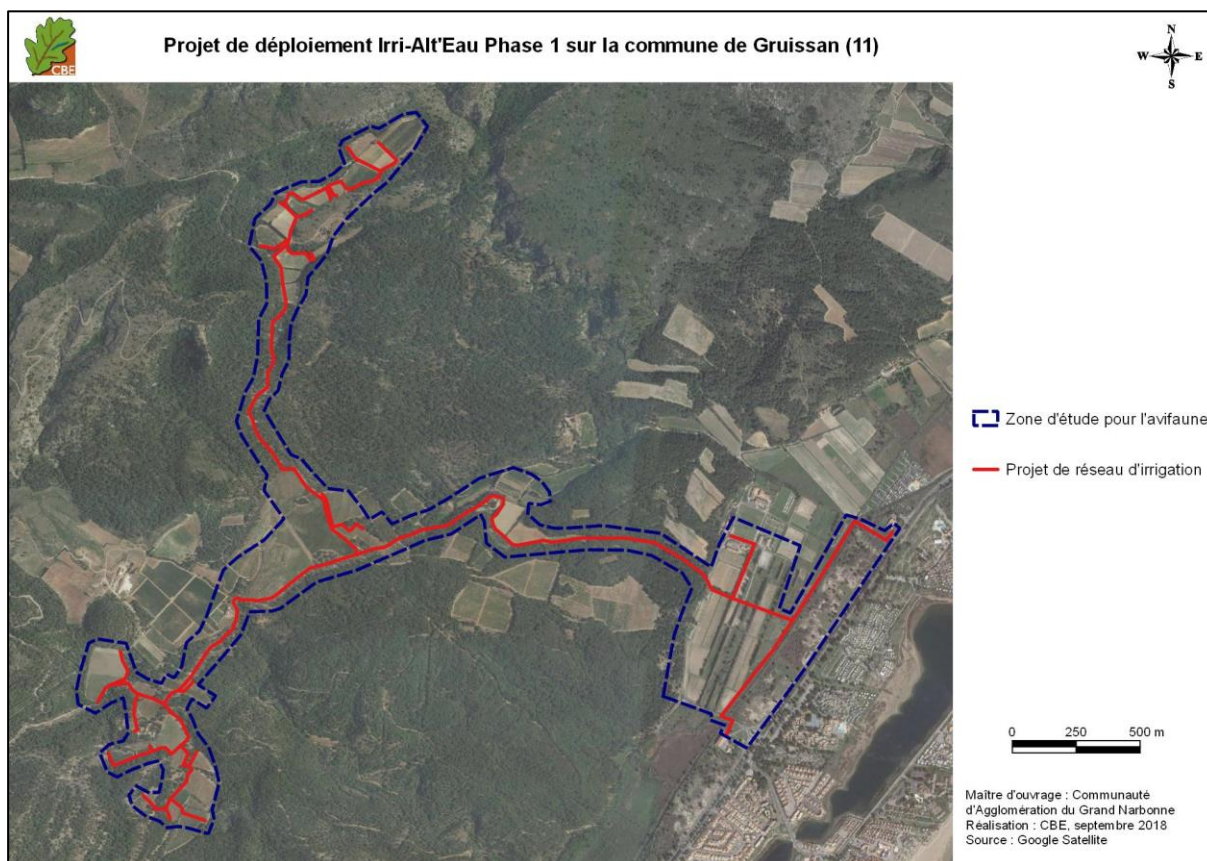 CBE
Projet de déploiement Irri-Alt'Eau Phase 1 sur la commune de Gruissan (11)
N
W E
S
Zone d'étude pour l'avifaune
Projet de réseau d'irrigation
0 250 500 m
Maître d'ouvrage : Communauté
d'Agglomération du Grand Narbonne
Réalisation : CBE, septembre 2018
Source : Google Satellite